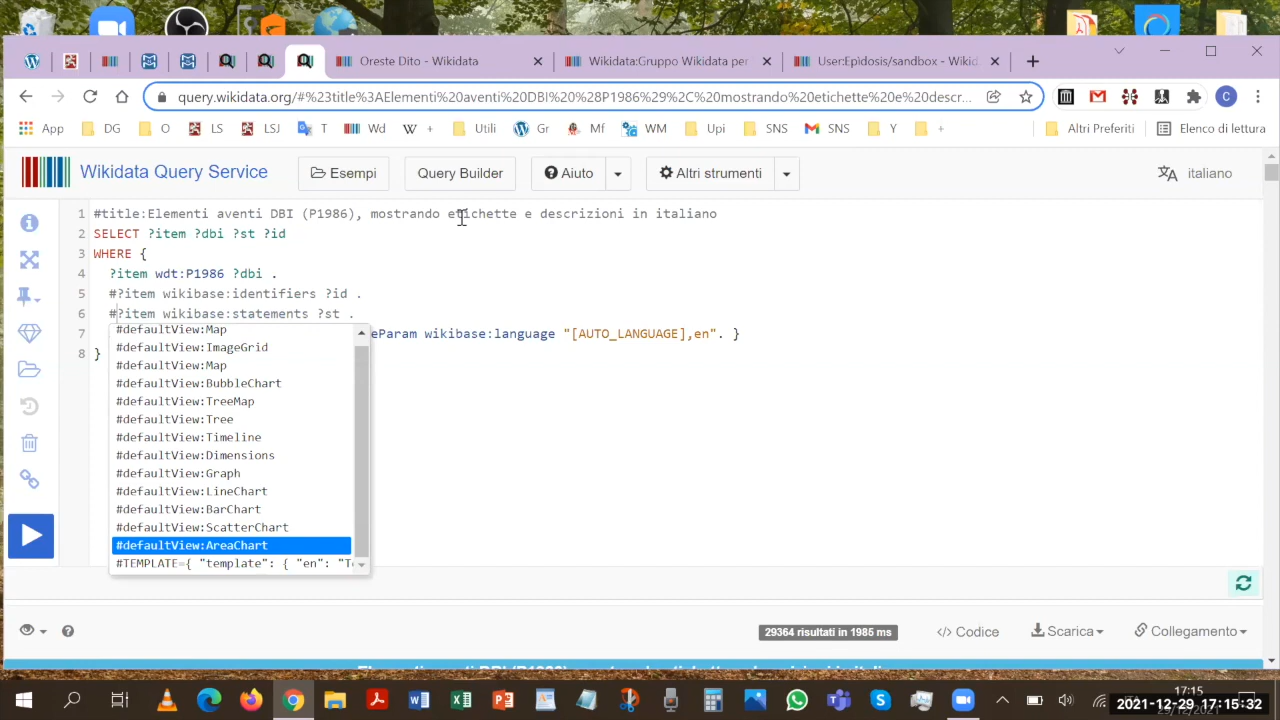 Oreste Dito - Wikidata
Wikidata:Gruppo Wikidata per
User:Epìdosis/sandbox - Wikid
query.wikidata.org/#%23title%3AElementi%20aventi%20DBI%20%28P1986%29%2C%20mostrando%20etichette%20e%20descr...
App
DG
O
LS
LSJ
T
Wd
+
Utili
Gr
Mf
WM
Upi
SNS
SNS
Y
+
Altri Preferiti
Elenco di lettura
Wikidata Query Service
Esempi
Query Builder
Aiuto
Altri strumenti
italiano
1 #title:Elementi aventi DBI (P1986), mostrando etichette e descrizioni in italiano
2 SELECT ?item ?dbi ?st ?id
3 WHERE {
4 ?item wdt:P1986 ?dbi .
5 #?item wikibase:identifiers ?id .
6 #?item wikibase:statements ?st .
7 eParam wikibase:language "[AUTO_LANGUAGE],en". }
8 }
#defaultView:Map
#defaultView:ImageGrid
#defaultView:Map
#defaultView:BubbleChart
#defaultView:TreeMap
#defaultView:Tree
#defaultView:Timeline
#defaultView:Dimensions
#defaultView:Graph
#defaultView:LineChart
#defaultView:BarChart
#defaultView:ScatterChart
#defaultView:AreaChart
#TEMPLATE={ "template": { "en": "T
29364 risultati in 1985 ms
</> Codice
Scarica
Collegamento
17:15
2021-12-29 17:15:32